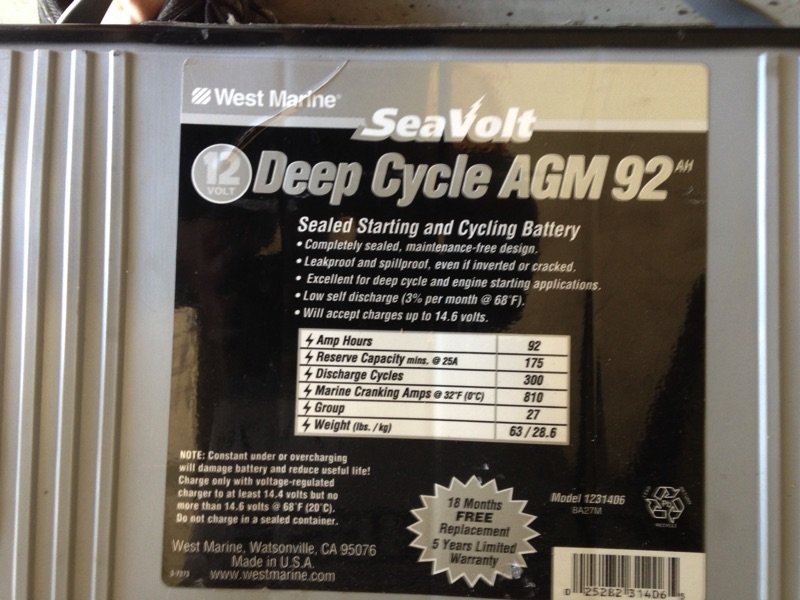 West Marine®
SeaVolt
12 VOLT Deep Cycle AGM 92 AH
Sealed Starting and Cycling Battery
• Completely sealed, maintenance-free design.
• Leakproof and spillproof, even if inverted or cracked.
• Excellent for deep cycle and engine starting applications.
• Low self discharge (3% per month @ 68°F).
• Will accept charges up to 14.6 volts.
Amp Hours 92
Reserve Capacity mins. @ 25A 175
Discharge Cycles 300
Marine Cranking Amps @ 32°F (0°C) 810
Group 27
Weight (lbs. / kg) 63 / 28.6
NOTE: Constant under or overcharging
will damage battery and reduce useful life!
Charge only with voltage-regulated
charger to at least 14.4 volts but no
more than 14.6 volts @ 68°F (20°C).
Do not charge in a sealed container.
West Marine, Watsonville, CA 95076
Made in U.S.A.
www.westmarine.com
18 Months
FREE
Replacement
5 Years Limited
Warranty
Model 1231406
BA27M
Pb
RECYCLE
0 25282 31406 5